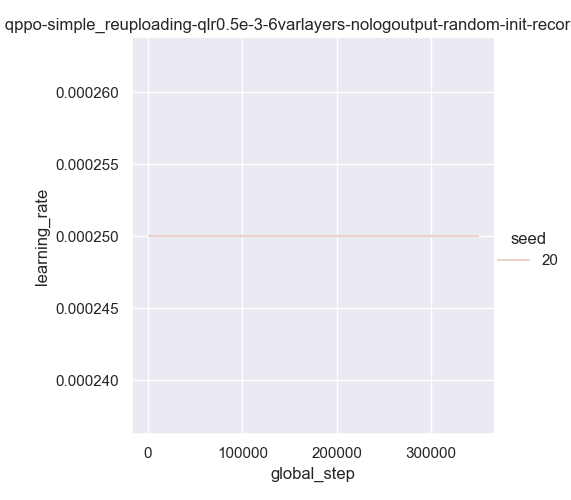 qppo-simple_reuploading-qlr0.5e-3-6varlayers-nologoutput-random-init-recor
0.000260
0.000255
0.000250
0.000245
0.000240
learning_rate
0 100000 200000 300000
global_step
seed
20